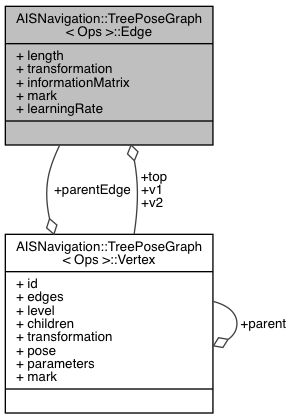 AISNavigation::TreePoseGraph
< Ops >::Edge
+ length
+ transformation
+ informationMatrix
+ mark
+ learningRate
+parentEdge
+top
+v1
+v2
AISNavigation::TreePoseGraph
< Ops >::Vertex
+ id
+ edges
+ level
+ children
+ transformation
+ pose
+ parameters
+ mark
+parent